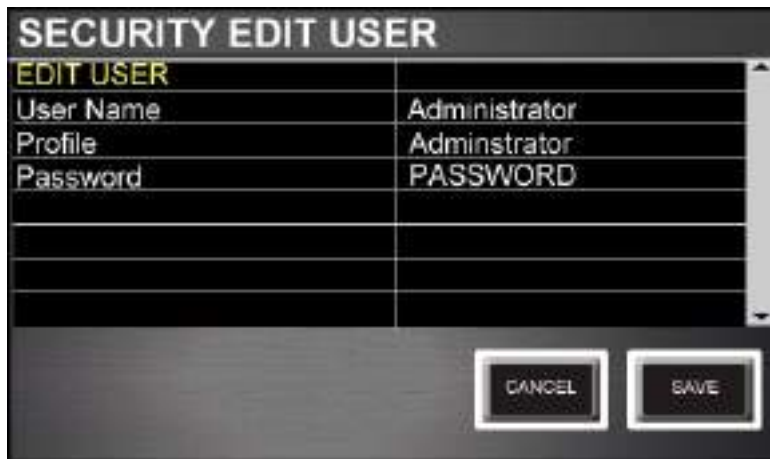 SECURITY EDIT USER
EDIT USER
User Name Administrator
Profile Adminstrator
Password PASSWORD
CANCEL SAVE